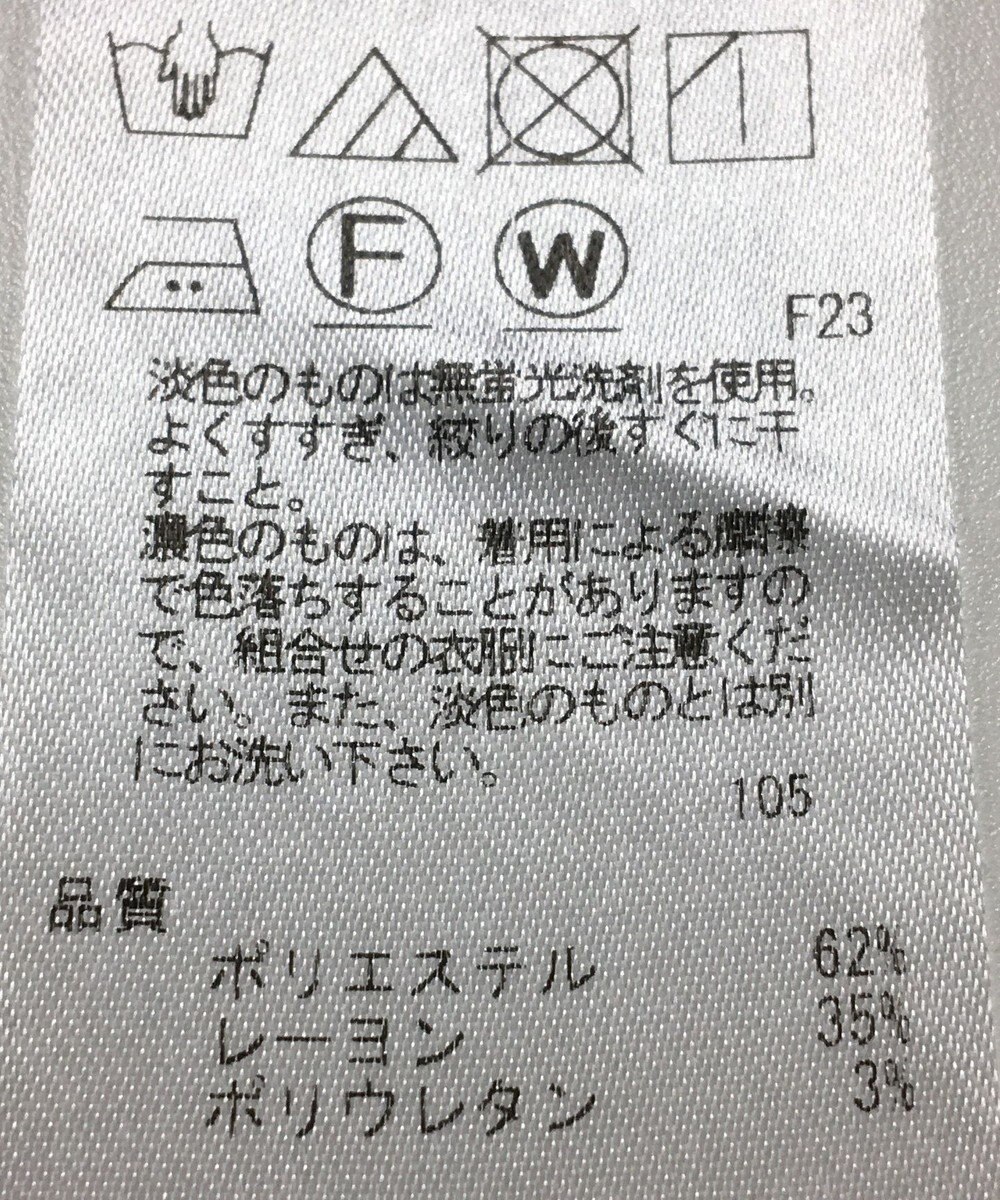 F W
F23
淡色のものは無蛍光洗剤を使用。
よくすすぎ、絞りの後すぐに干
すこと。
濃色のものは、着用による摩擦
で色落ちすることがありますの
で、組合せの衣服にご注意くだ
さい。また、淡色のものとは別
にお洗い下さい。
105
品質
ポリエステル 62%
レーヨン 35%
ポリウレタン 3%